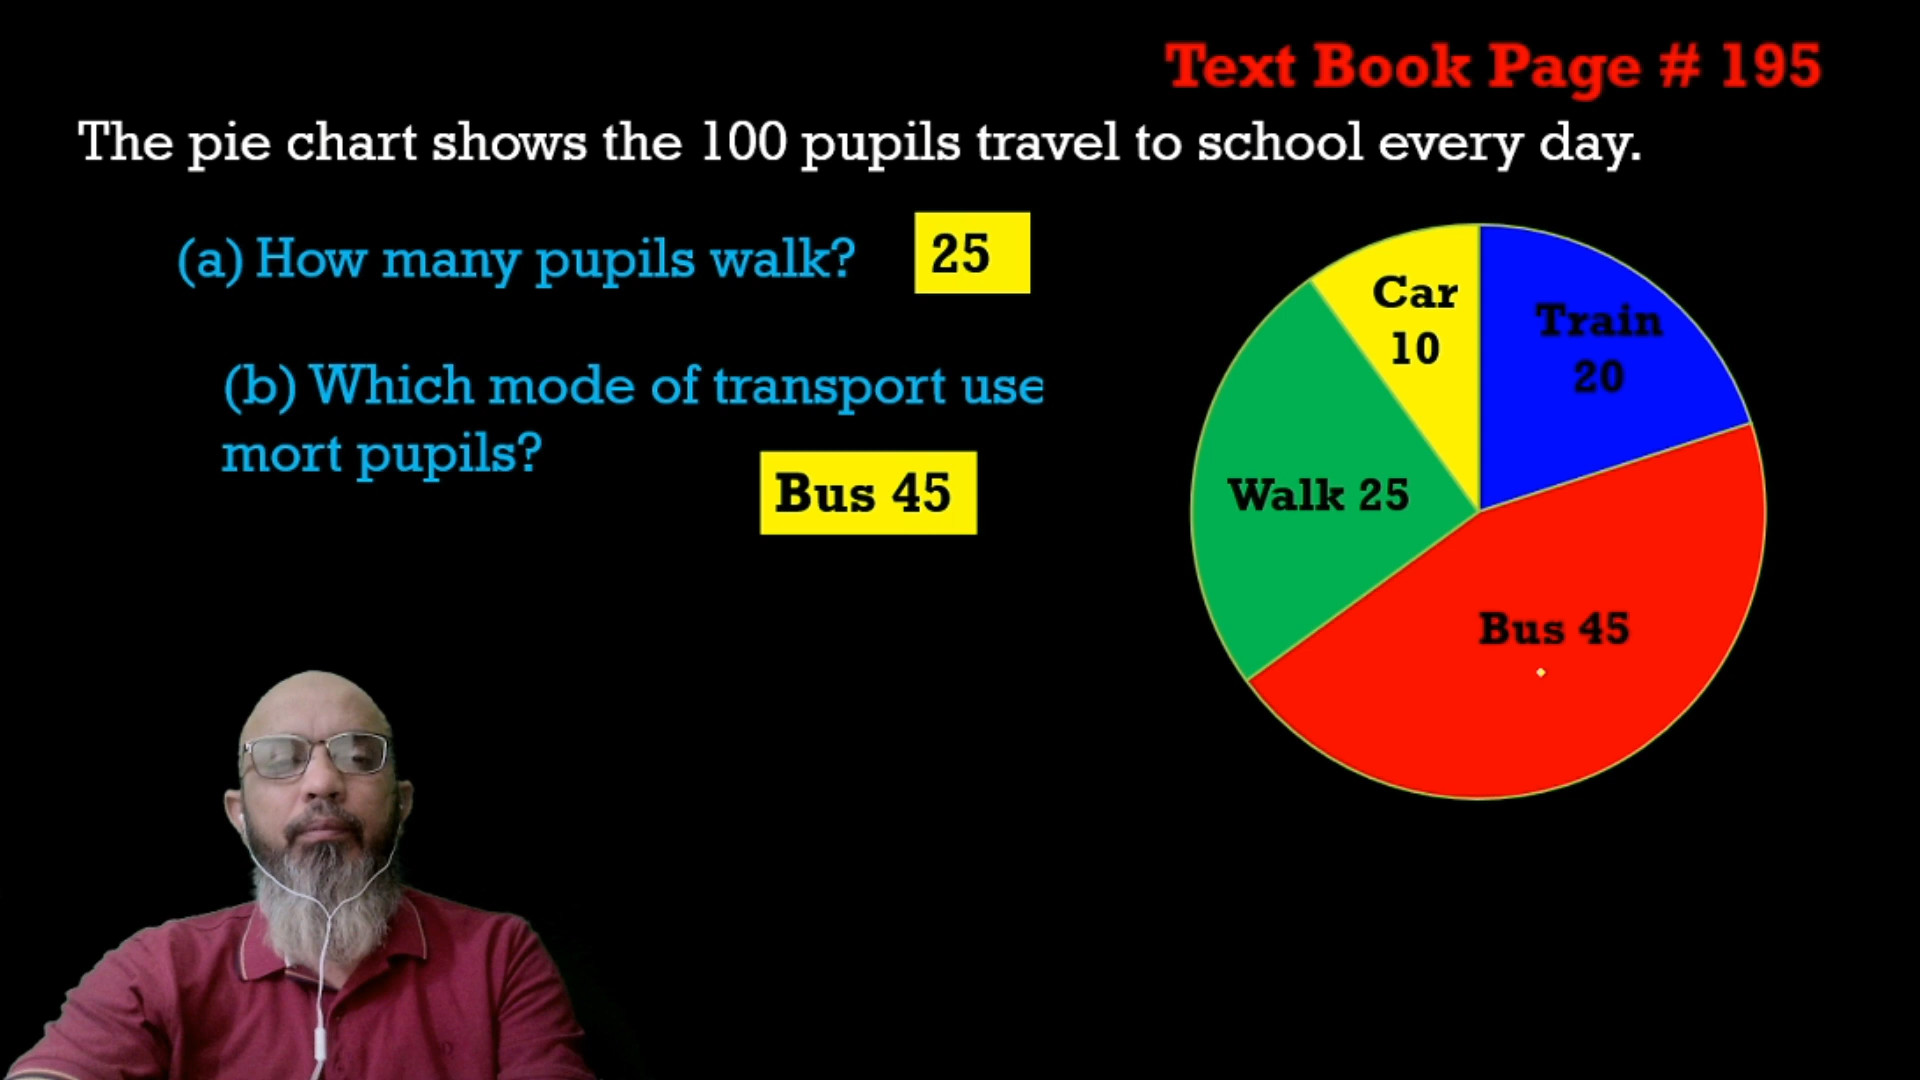 Text Book Page # 195
The pie chart shows the 100 pupils travel to school every day.
(a) How many pupils walk?
25
(b) Which mode of transport use
mort pupils?
Bus 45
Car
10
Train
20
Walk 25
Bus 45